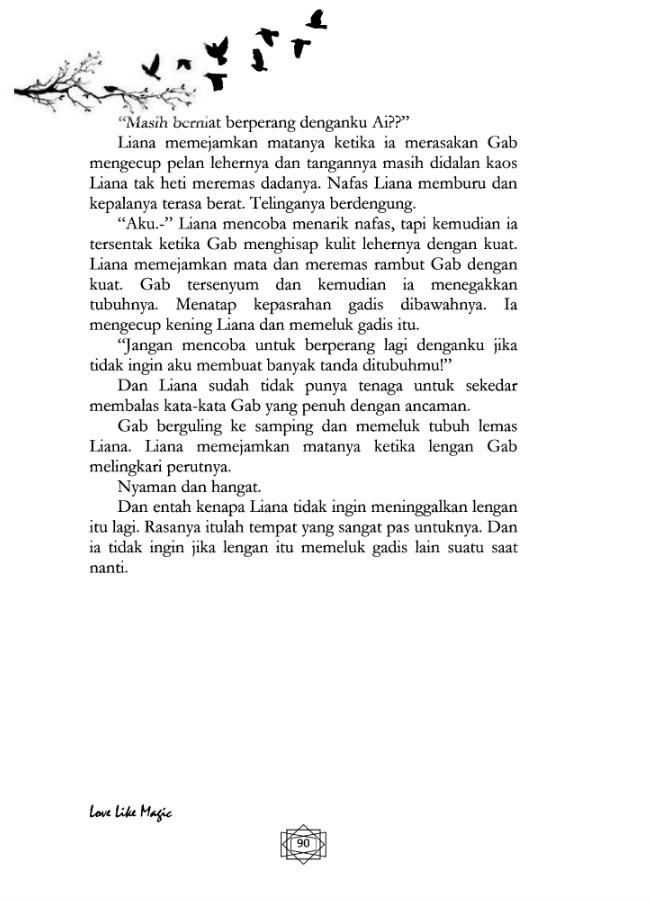 “Masih berniat berperang denganku Ai??”
Liana memejamkan matanya ketika ia merasakan Gab
mengecup pelan lehernya dan tangannya masih didalan kaos
Liana tak heti meremas dadanya. Nafas Liana memburu dan
kepalanya terasa berat. Telinganya berdengung.
“Aku.-” Liana mencoba menarik nafas, tapi kemudian ia
tersentak ketika Gab menghisap kulit lehernya dengan kuat.
Liana memejamkan mata dan meremas rambut Gab dengan
kuat. Gab tersenyum dan kemudian ia menegakkan
tubuhnya. Menatap kepasrahan gadis dibawahnya. Ia
mengecup kening Liana dan memeluk gadis itu.
“Jangan mencoba untuk berperang lagi denganku jika
tidak ingin aku membuat banyak tanda ditubuhmu!”
Dan Liana sudah tidak punya tenaga untuk sekedar
membalas kata-kata Gab yang penuh dengan ancaman.
Gab berguling ke samping dan memeluk tubuh lemas
Liana. Liana memejamkan matanya ketika lengan Gab
melingkari perutnya.
Nyaman dan hangat.
Dan entah kenapa Liana tidak ingin meninggalkan lengan
itu lagi. Rasanya itulah tempat yang sangat pas untuknya. Dan
ia tidak ingin jika lengan itu memeluk gadis lain suatu saat
nanti.
Love Like Magic
90